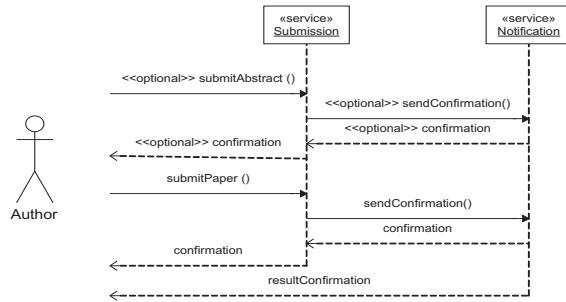 «service»
Submission
«service»
Notification
<<optional>> submitAbstract ()
<<optional>> sendConfirmation()
<<optional>> confirmation
<<optional>> confirmation
submitPaper ()
Author
sendConfirmation()
confirmation
confirmation
resultConfirmation